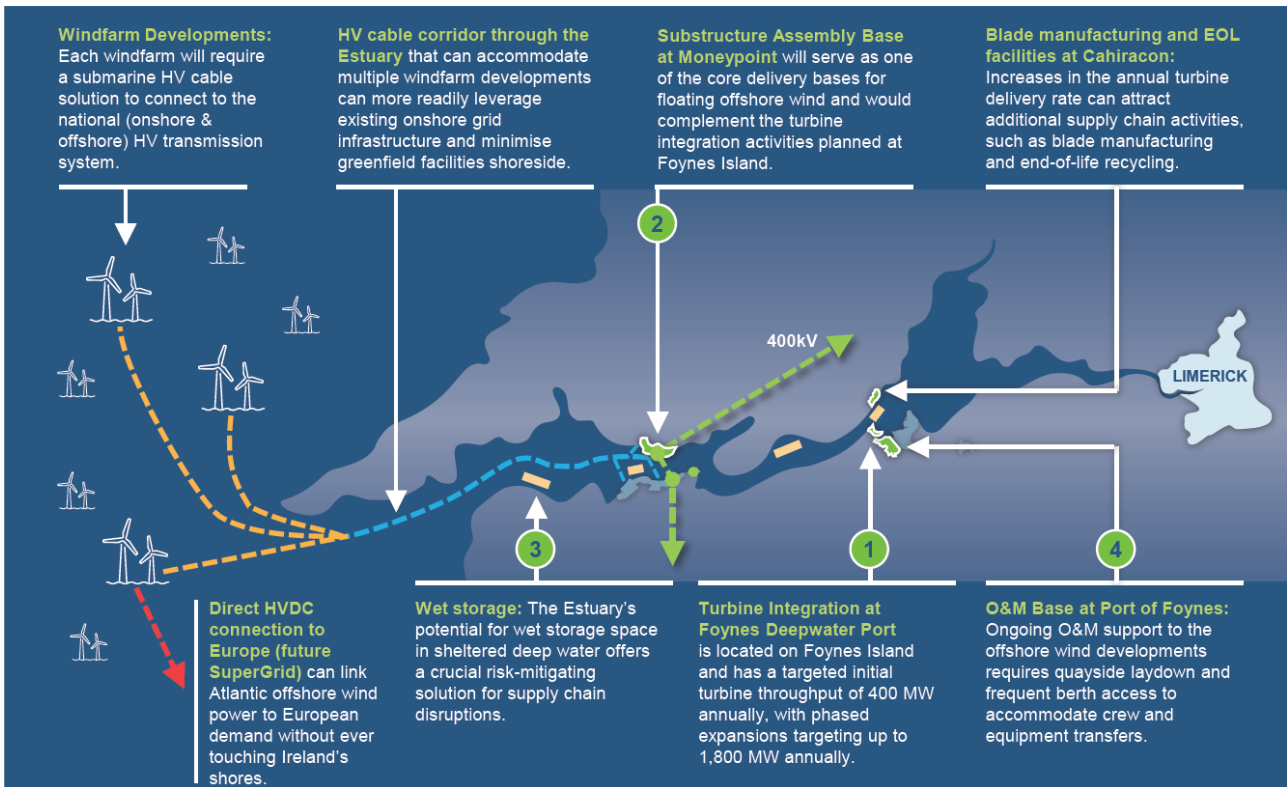 Windfarm Developments:
Each windfarm will require
a submarine HV cable
solution to connect to the
national (onshore &
offshore) HV transmission
system.
HV cable corridor through the
Estuary that can accommodate
multiple windfarm developments
can more readily leverage
existing onshore grid
infrastructure and minimise
greenfield facilities shoreside.
Substructure Assembly Base
at Moneypoint will serve as one
of the core delivery bases for
floating offshore wind and would
complement the turbine
integration activities planned at
Foynes Island.
Blade manufacturing and EOL
facilities at Cahiracon:
Increases in the annual turbine
delivery rate can attract
additional supply chain activities,
such as blade manufacturing
and end-of-life recycling.
2
400kV
LIMERICK
3
1
4
Direct HVDC
connection to
Europe (future
SuperGrid) can link
Atlantic offshore wind
power to European
demand without ever
touching Ireland's
shores.
Wet storage: The Estuary's
potential for wet storage space
in sheltered deep water offers
a crucial risk-mitigating
solution for supply chain
disruptions.
Turbine Integration at
Foynes Deepwater Port
is located on Foynes Island
and has a targeted initial
turbine throughput of 400 MW
annually, with phased
expansions targeting up to
1,800 MW annually.
O&M Base at Port of Foynes:
Ongoing O&M support to the
offshore wind developments
requires quayside laydown and
frequent berth access to
accommodate crew and
equipment transfers.